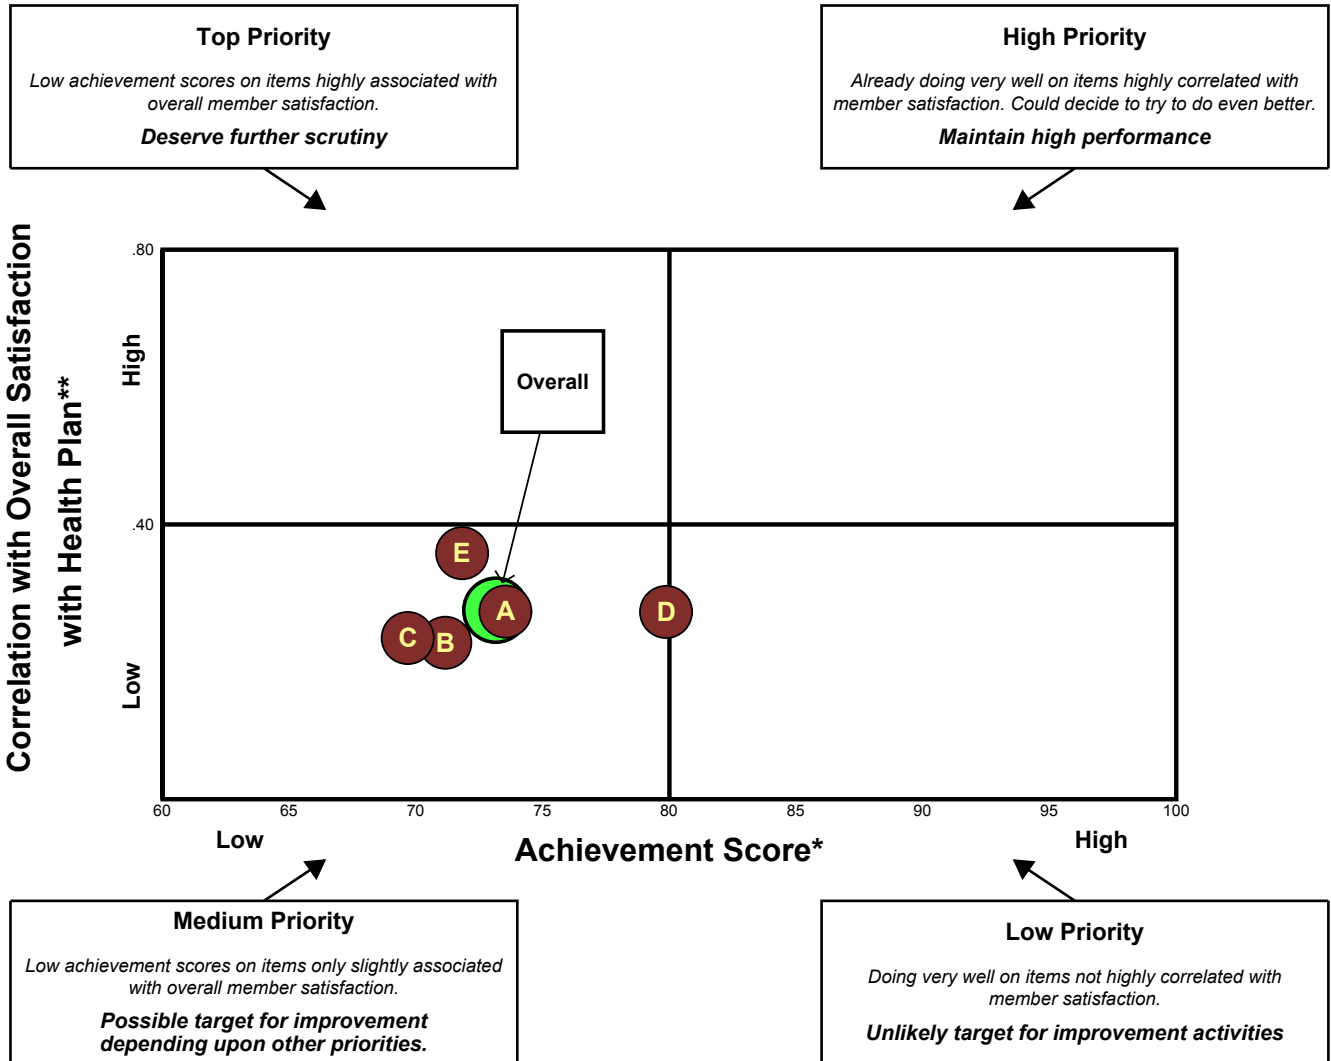 Top Priority
Low achievement scores on items highly associated with
overall member satisfaction.
Deserve further scrutiny
High Priority
Already doing very well on items highly correlated with
member satisfaction. Could decide to try to do even better.
Maintain high performance
Correlation with Overall Satisfaction
with Health Plan**
High
Low
.80
.40
Overall
E
A
D
C
B
60
65
70
75
80
85
90
95
100
Low
Achievement Score*
High
Medium Priority
Low achievement scores on items only slightly associated
with overall member satisfaction.
Possible target for improvement
depending upon other priorities.
Low Priority
Doing very well on items not highly correlated with
member satisfaction.
Unlikely target for improvement activities